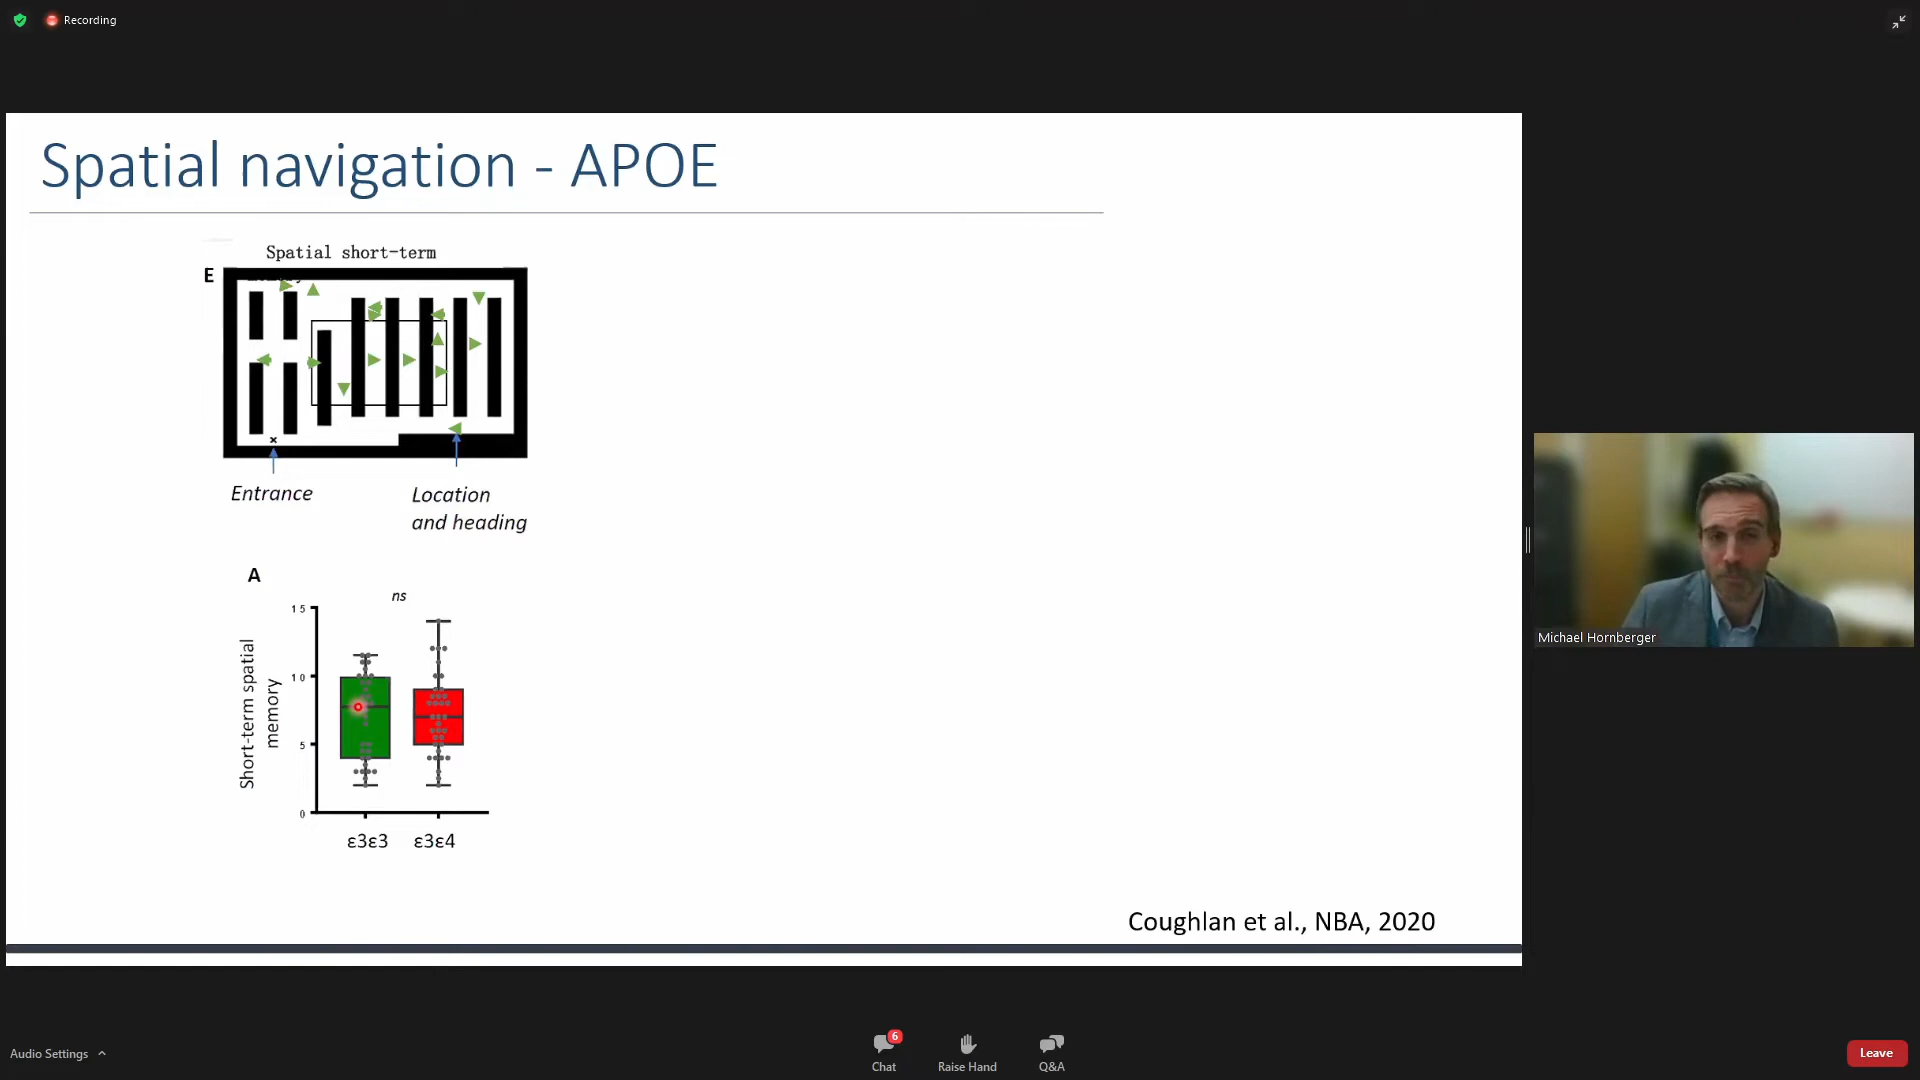 Recording
Spatial navigation - APOE
Spatial short-term
E
Entrance
Location
and heading
A
ns
15
10
5
0
Short-term spatial
memory
ε3ε3 ε3ε4
Coughlan et al., NBA, 2020
Michael Hornberger
Audio Settings
6
Chat
Raise Hand
Q&A
Leave